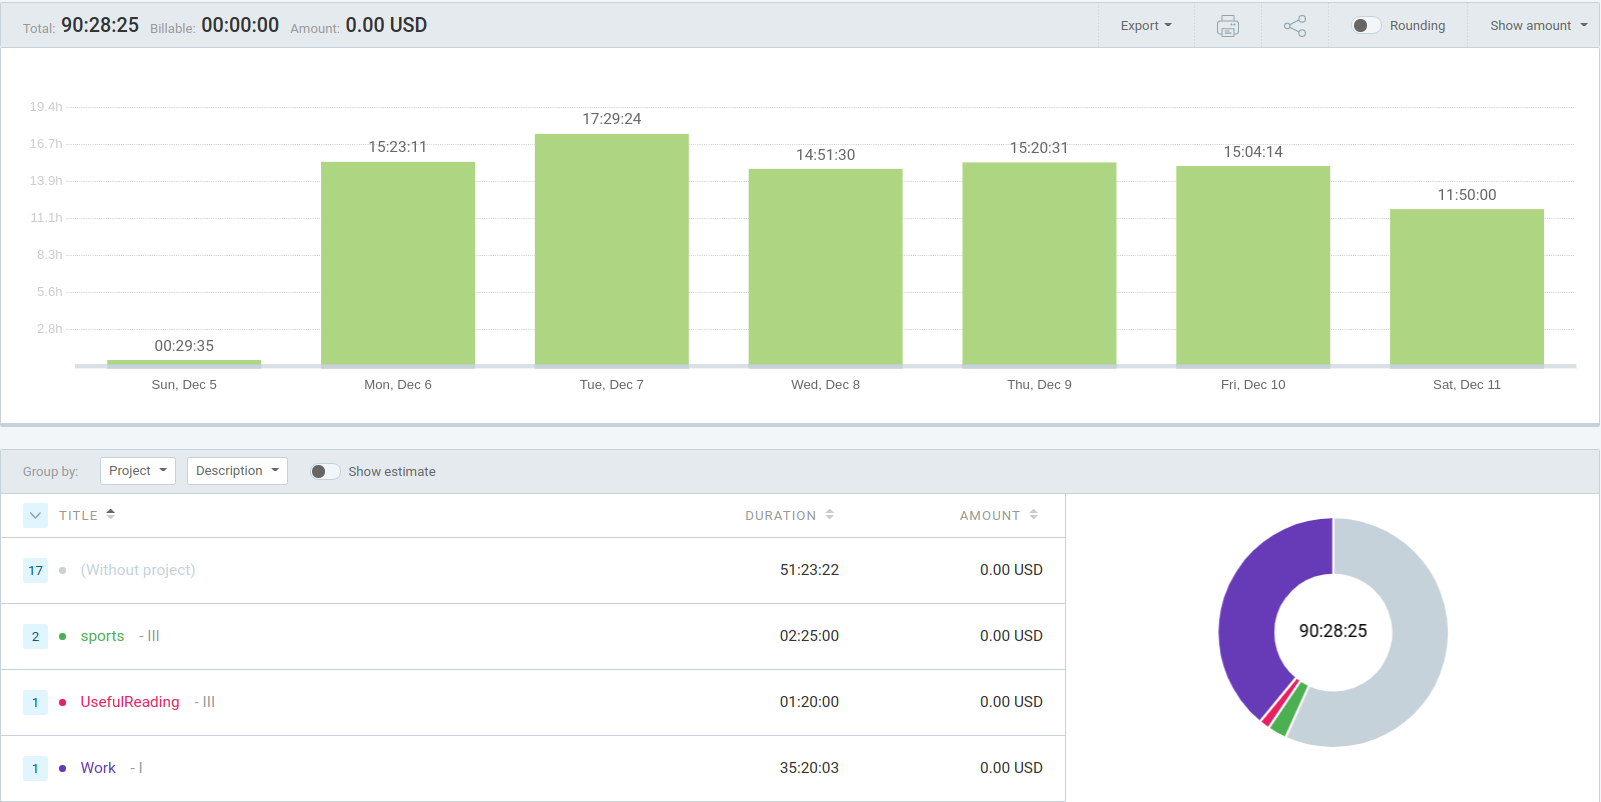 Total: 90:28:25 Billable: 00:00:00 Amount: 0.00 USD Export Rounding Show amount
19.4h
17:29:24
16.7h
15:23:11
15:20:31
15:04:14
14:51:30
13.9h
11:50:00
11.1h
8.3h
5.6h
2.8h
00:29:35
Sun, Dec 5 Mon, Dec 6 Tue, Dec 7 Wed, Dec 8 Thu, Dec 9 Fri, Dec 10 Sat, Dec 11
Group by: Project Description Show estimate
TITLE DURATION AMOUNT
17 (Without project) 51:23:22 0.00 USD
2 sports - III 02:25:00 0.00 USD
1 UsefulReading - III 01:20:00 0.00 USD
1 Work - I 35:20:03 0.00 USD
90:28:25